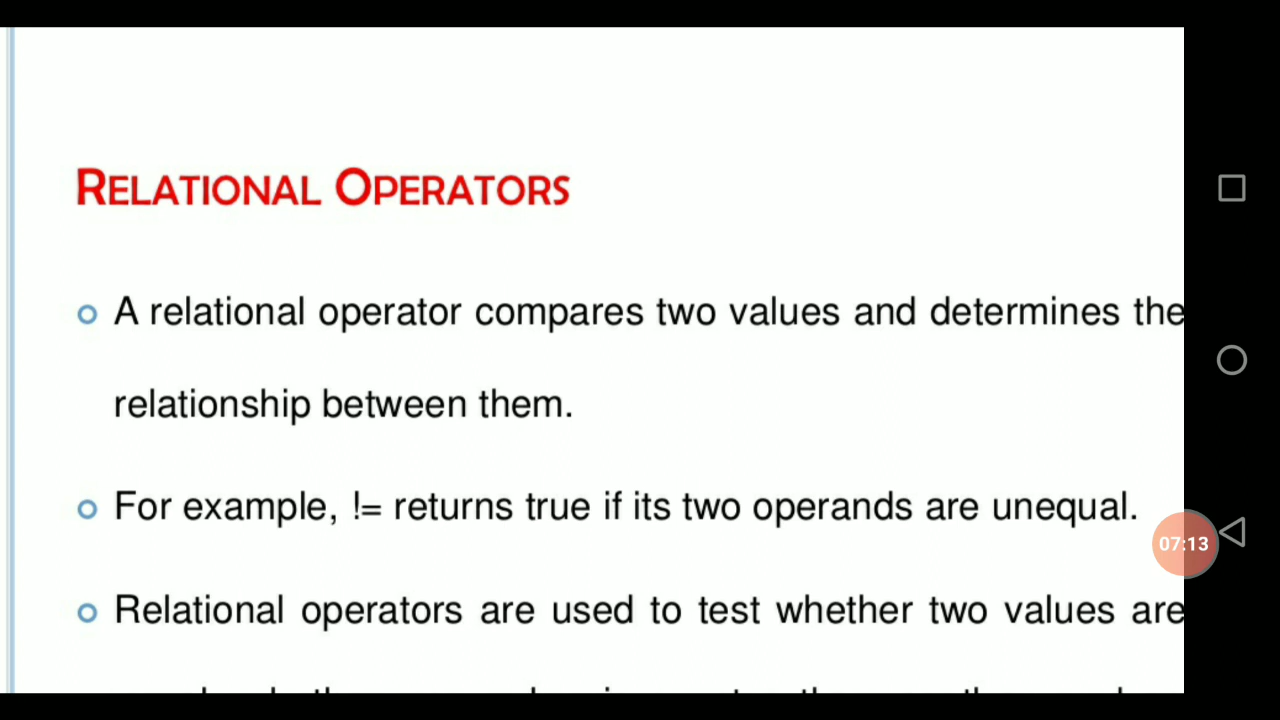 RELATIONAL OPERATORS
A relational operator compares two values and determines the
relationship between them.
For example, != returns true if its two operands are unequal.
07:13
Relational operators are used to test whether two values are